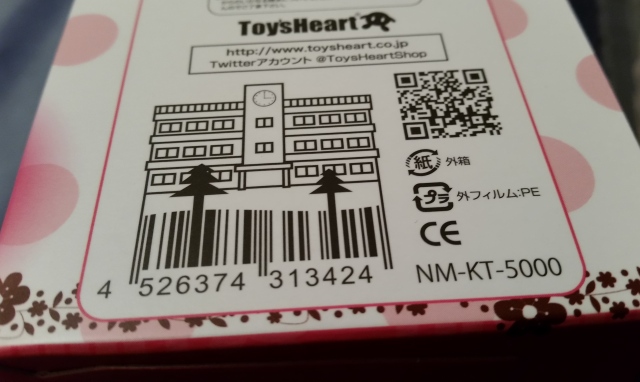 ToysHeart
http://www.toysheart.co.jp
Twitterアカウント @ToysHeartShop
紙 外箱
プラ 外フィルム:PE
CE
4 526374 313424
NM-KT-5000